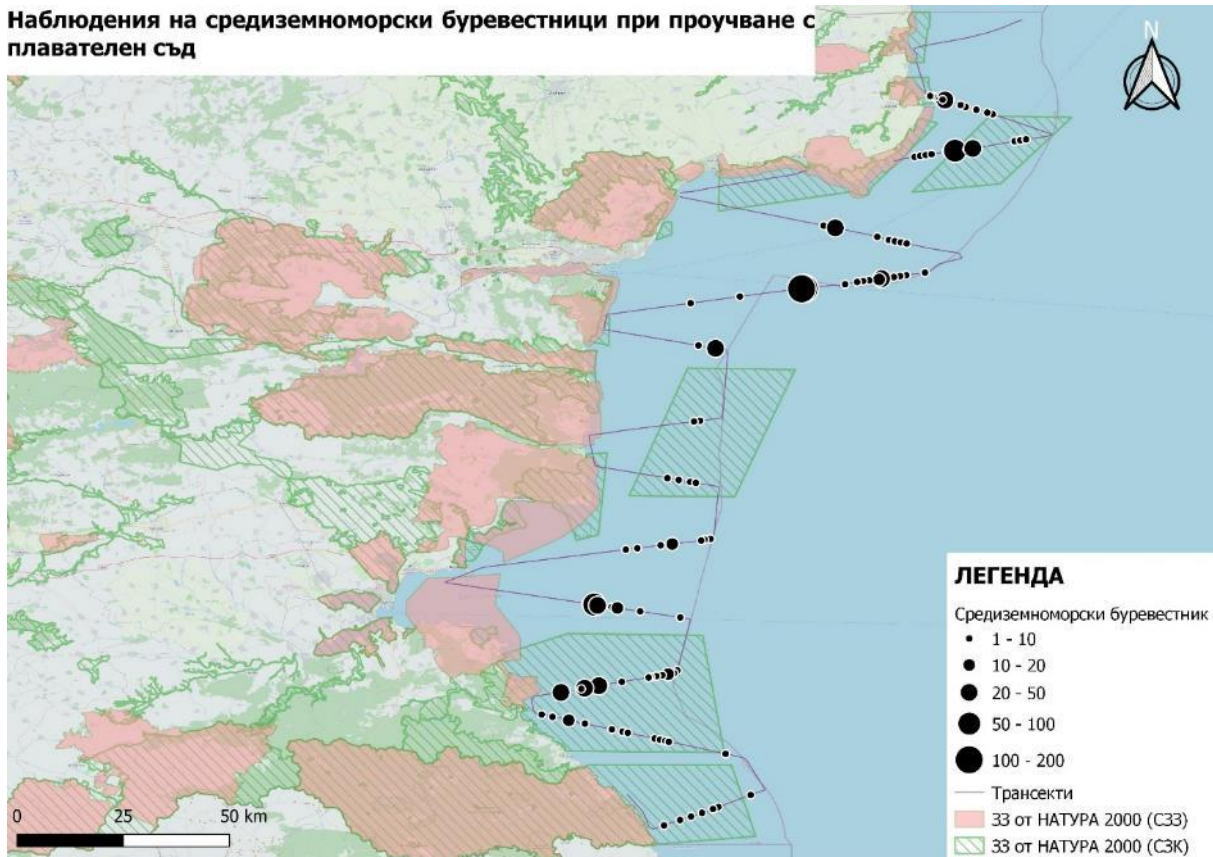 Наблюдения на средиземноморски буревестници при проучване с
плавателен съд
N
ЛЕГЕНДА
Средиземноморски буревестник
1 - 10
10 - 20
20 - 50
50 - 100
100 - 200
Трансекти
ЗЗ от НАТУРА 2000 (СЗЗ)
ЗЗ от НАТУРА 2000 (СЗК)
0 25 50 km